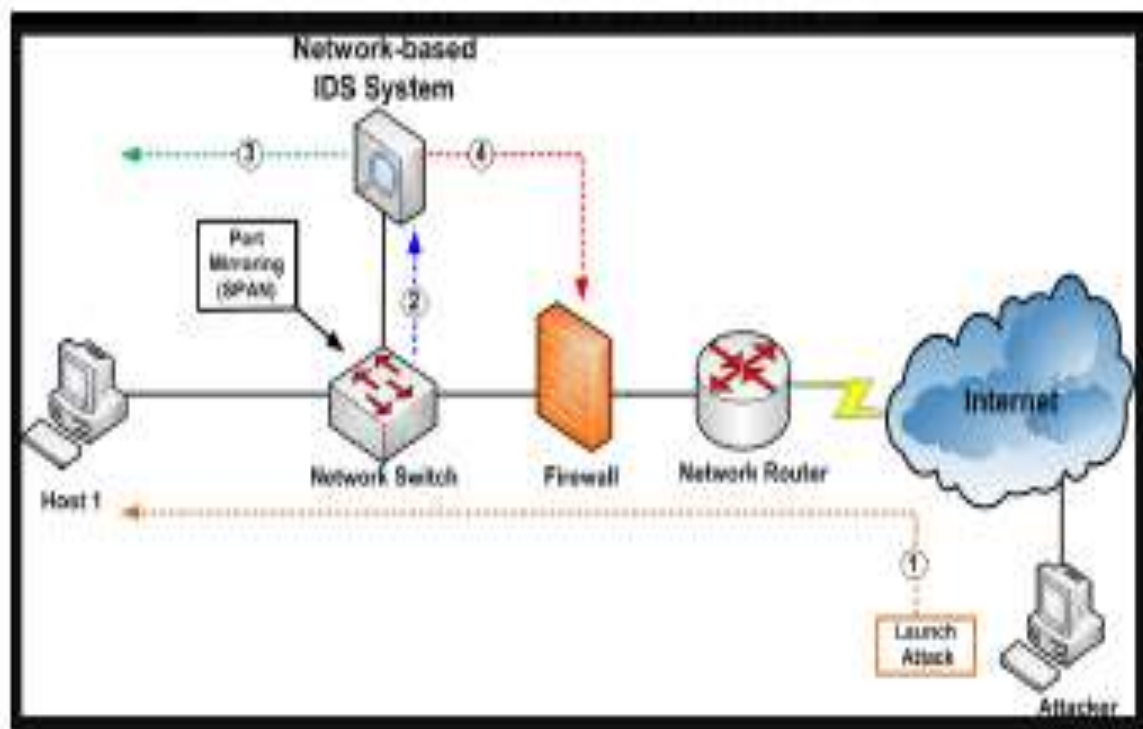 Network-based
IDS System
3
4
Port
Mirroring
(SPAN)
2
Internet
Network Switch
Firewall
Network Router
Host 1
1
Launch
Attack
Attacker